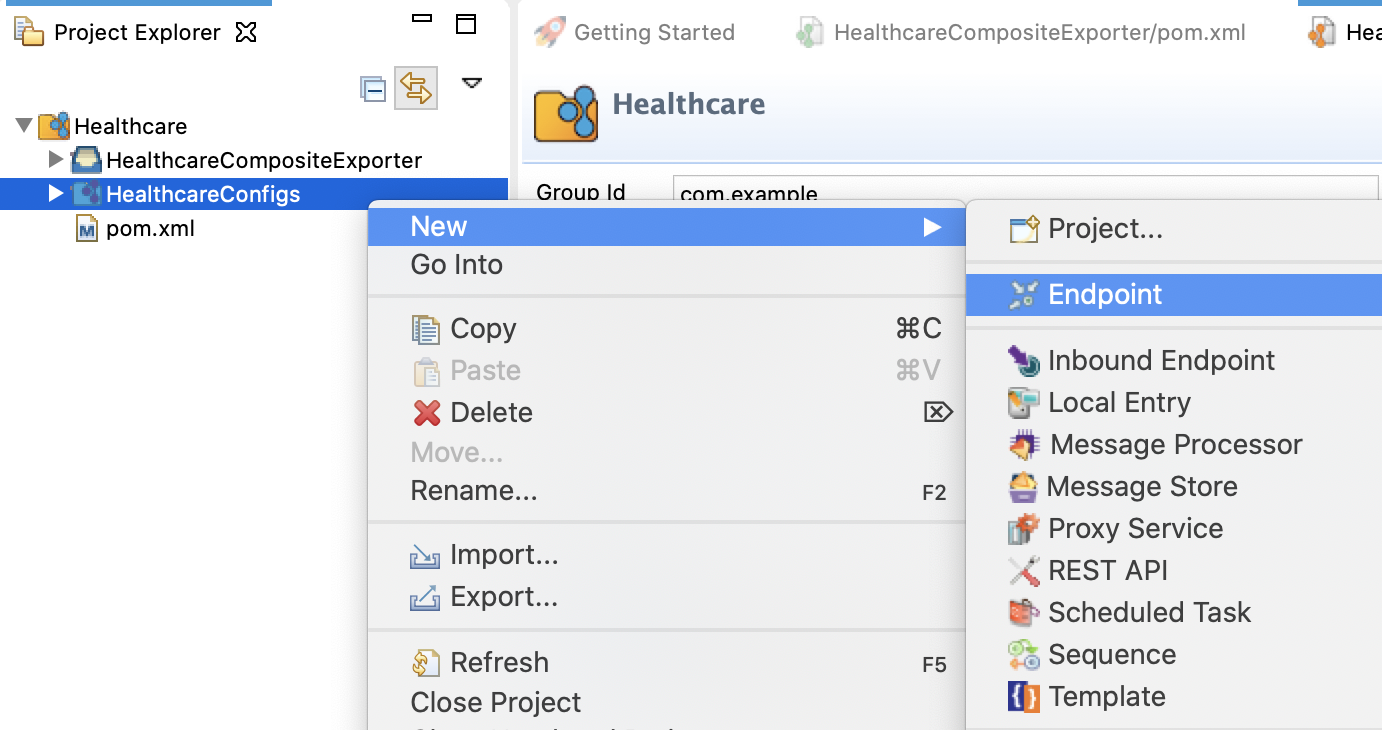 Project Explorer
Getting Started
HealthcareCompositeExporter/pom.xml
Hea
Healthcare
Healthcare
HealthcareCompositeExporter
HealthcareConfigs
pom.xml
Group Id
com.example
New
Go Into
Copy ⌘C
Paste ⌘V
Delete ⌦
Move...
Rename... F2
Import...
Export...
Refresh F5
Close Project
Project...
Endpoint
Inbound Endpoint
Local Entry
Message Processor
Message Store
Proxy Service
REST API
Scheduled Task
Sequence
Template